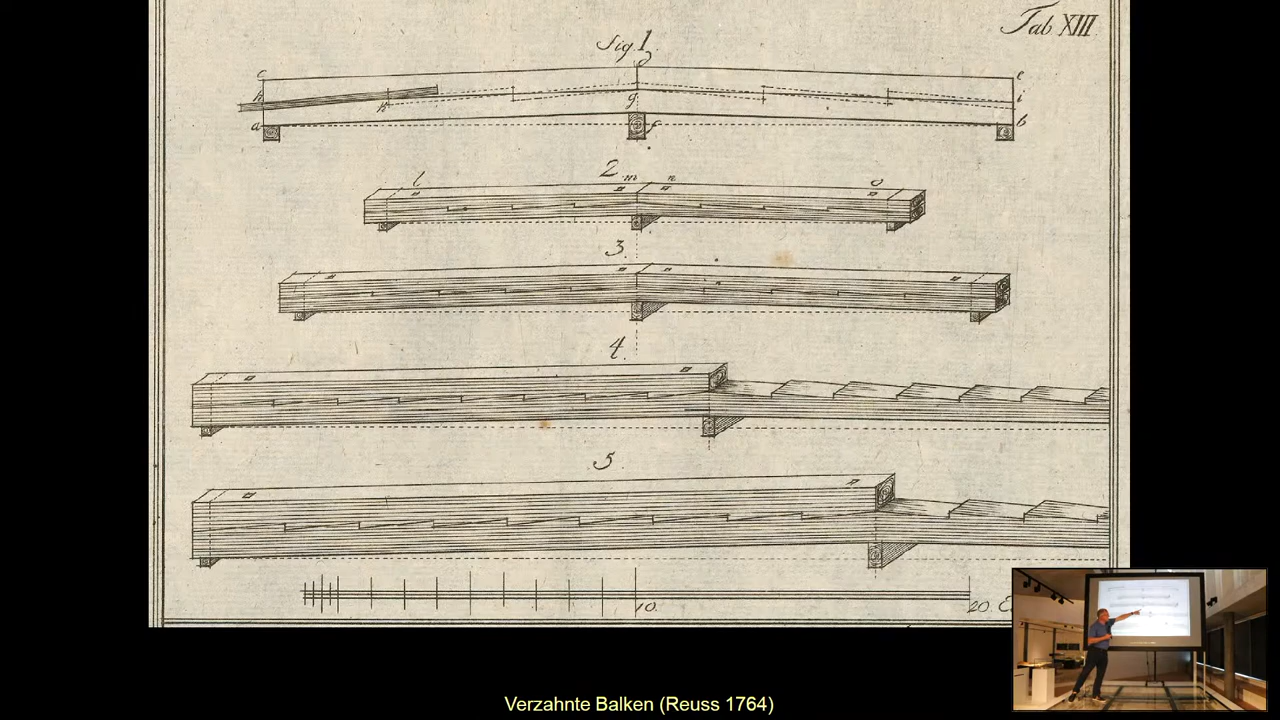 Tab XIII.
Fig. 1.
c d e
h k g i
a f b
2.
l m n o
3.
4.
5.
10. 20.
Verzahnte Balken (Reuss 1764)